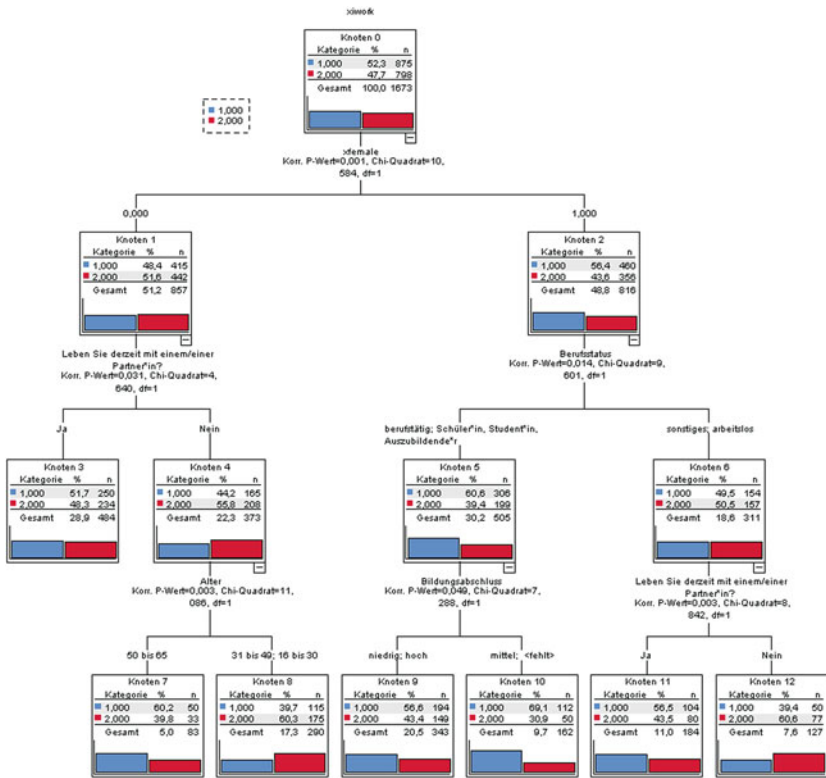 xiwork
Knoten 0
Kategorie % n
1,000 52,3 875
2,000 47,7 798
Gesamt 100,0 1673
1,000
2,000
xfemale
Korr. P-Wert=0,001, Chi-Quadrat=10,
584, df=1
0,000
1,000
Knoten 1
Kategorie % n
1,000 48,4 415
2,000 51,6 442
Gesamt 51,2 857
Knoten 2
Kategorie % n
1,000 56,4 460
2,000 43,6 356
Gesamt 48,8 816
Leben Sie derzeit mit einem/einer
Partner*in?
Korr. P-Wert=0,031, Chi-Quadrat=4,
640, df=1
Berufsstatus
Korr. P-Wert=0,014, Chi-Quadrat=9,
601, df=1
Ja
Nein
berufstätig; Schüler*in, Student*in,
Auszubildende*r
sonstiges; arbeitslos
Knoten 3
Kategorie % n
1,000 51,7 250
2,000 48,3 234
Gesamt 28,9 484
Knoten 4
Kategorie % n
1,000 44,2 165
2,000 55,8 208
Gesamt 22,3 373
Knoten 5
Kategorie % n
1,000 60,6 306
2,000 39,4 199
Gesamt 30,2 505
Knoten 6
Kategorie % n
1,000 49,5 154
2,000 50,5 157
Gesamt 18,6 311
Alter
Korr. P-Wert=0,003, Chi-Quadrat=11,
086, df=1
Bildungsabschluss
Korr. P-Wert=0,049, Chi-Quadrat=7,
288, df=1
Leben Sie derzeit mit einem/einer
Partner*in?
Korr. P-Wert=0,003, Chi-Quadrat=8,
842, df=1
50 bis 65
31 bis 49; 16 bis 30
niedrig; hoch
mittel; <fehlt>
Ja
Nein
Knoten 7
Kategorie % n
1,000 60,2 50
2,000 39,8 33
Gesamt 5,0 83
Knoten 8
Kategorie % n
1,000 39,7 115
2,000 60,3 175
Gesamt 17,3 290
Knoten 9
Kategorie % n
1,000 56,6 194
2,000 43,4 149
Gesamt 20,5 343
Knoten 10
Kategorie % n
1,000 69,1 112
2,000 30,9 50
Gesamt 9,7 162
Knoten 11
Kategorie % n
1,000 56,5 104
2,000 43,5 80
Gesamt 11,0 184
Knoten 12
Kategorie % n
1,000 39,4 50
2,000 60,6 77
Gesamt 7,6 127